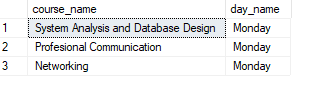 course_name day_name
1 System Analysis and Database Design Monday
2 Profesional Communication Monday
3 Networking Monday